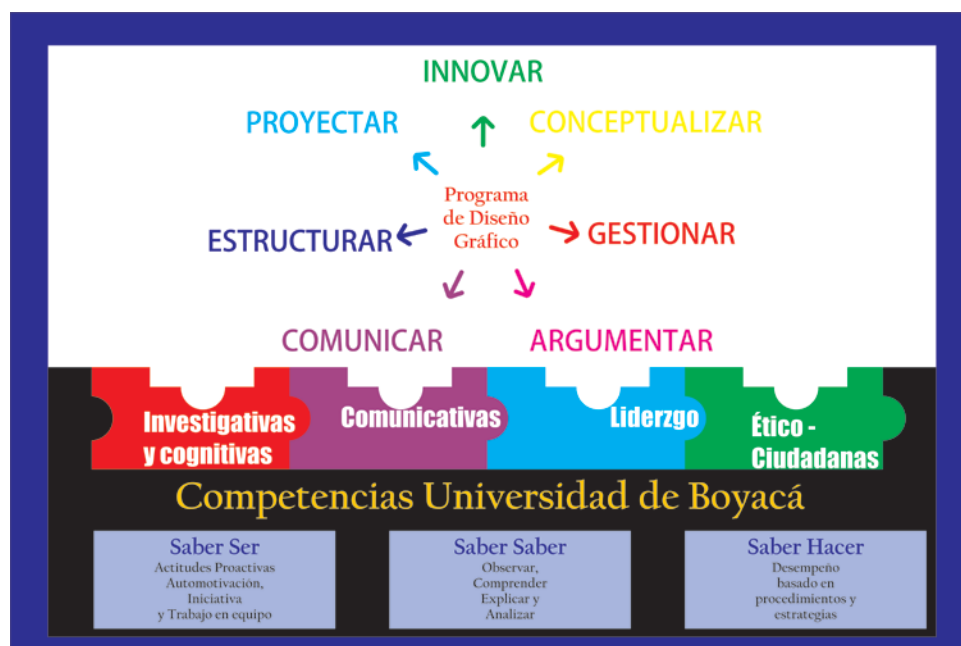 INNOVAR
PROYECTAR
CONCEPTUALIZAR
Programa
de Diseño
Gráfico
ESTRUCTURAR
GESTIONAR
COMUNICAR
ARGUMENTAR
Investigativas
y cognitivas
Comunicativas
Liderzgo
Ético -
Ciudadanas
Competencias Universidad de Boyacá
Saber Ser
Actitudes Proactivas
Automotivación,
Iniciativa
y Trabajo en equipo
Saber Saber
Observar,
Comprender
Explicar y
Analizar
Saber Hacer
Desempeño
basado en
procedimientos y
estrategias